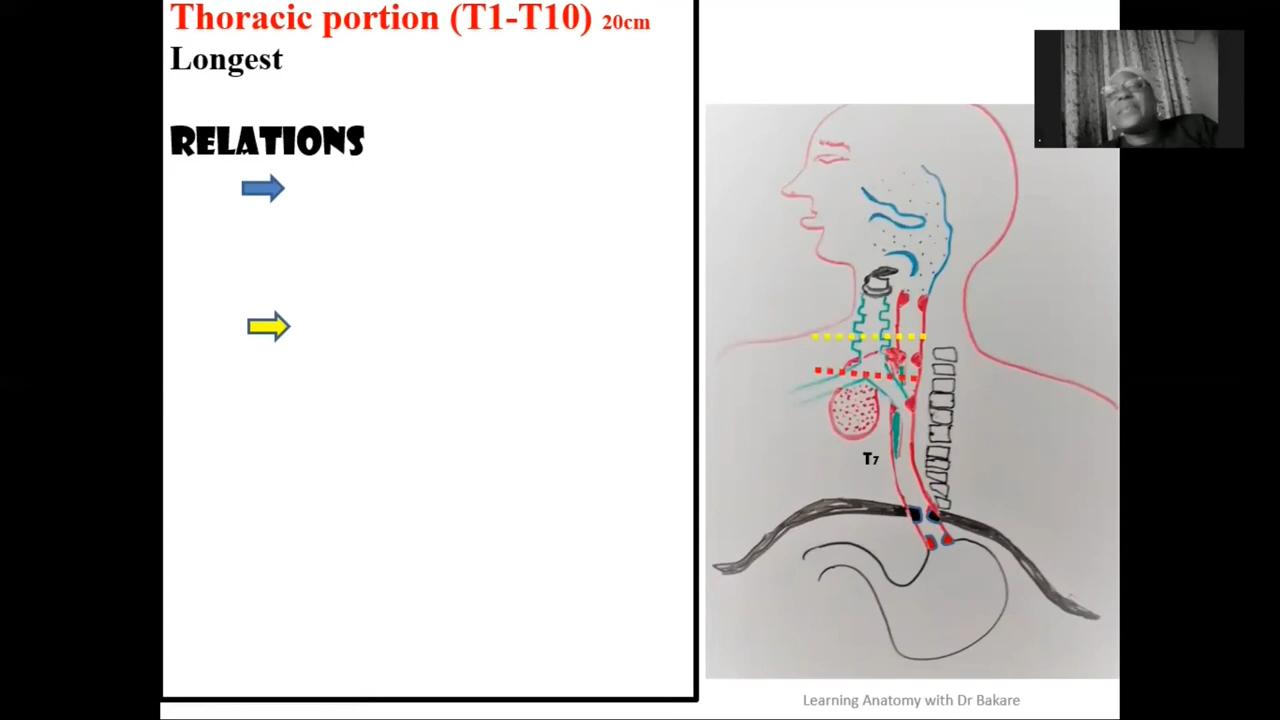 Thoracic portion (T1-T10) 20cm
Longest
RELATIONS
T7
Learning Anatomy with Dr Bakare